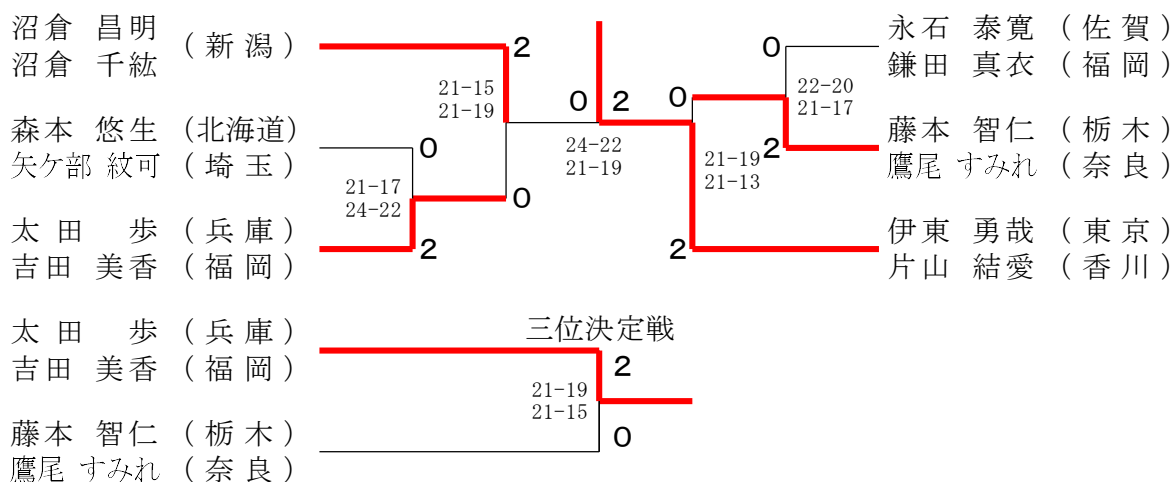 沼倉 昌明
沼倉 千紘
(新潟)
2
21-15
21-19
森本 悠生 (北海道)
矢ケ部 紋可 (埼玉)
0
21-17
24-22
0
太田 歩 (兵庫)
吉田 美香 (福岡)
2
0 2
24-22
21-19
0
永石 泰寛 (佐賀)
鎌田 真衣 (福岡)
0
22-20
21-17
藤本 智仁 (栃木)
鷹尾 すみれ (奈良)
2
21-19
21-13
伊東 勇哉 (東京)
片山 結愛 (香川)
2
三位決定戦
太田 歩 (兵庫)
吉田 美香 (福岡)
2
21-19
21-15
藤本 智仁 (栃木)
鷹尾 すみれ (奈良)
0